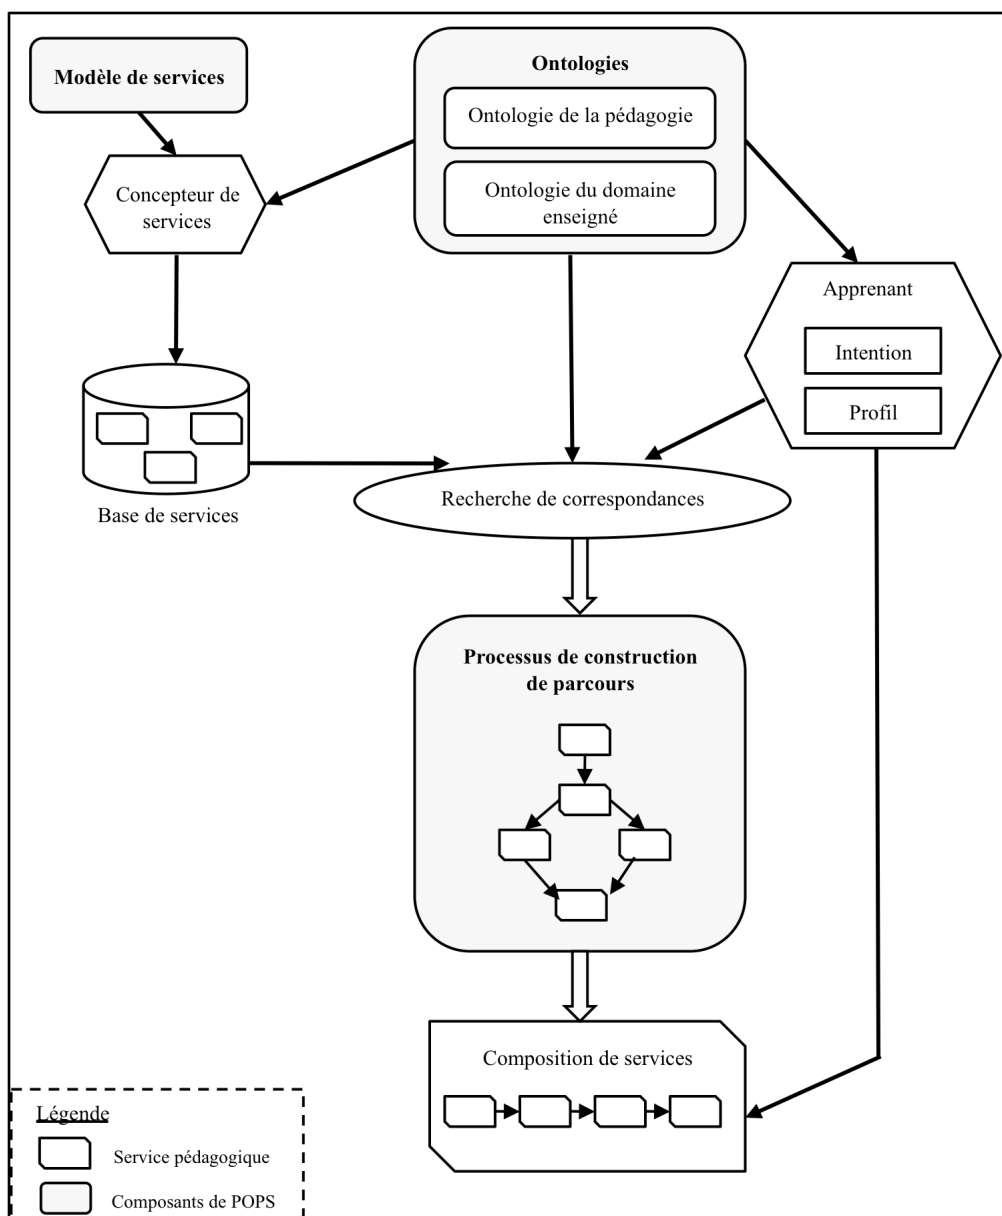 Modèle de services
Ontologies
Ontologie de la pédagogie
Ontologie du domaine
enseigné
Concepteur de
services
Apprenant
Intention
Profil
Base de services
Recherche de correspondances
Processus de construction
de parcours
Composition de services
Légende
Service pédagogique
Composants de POPS